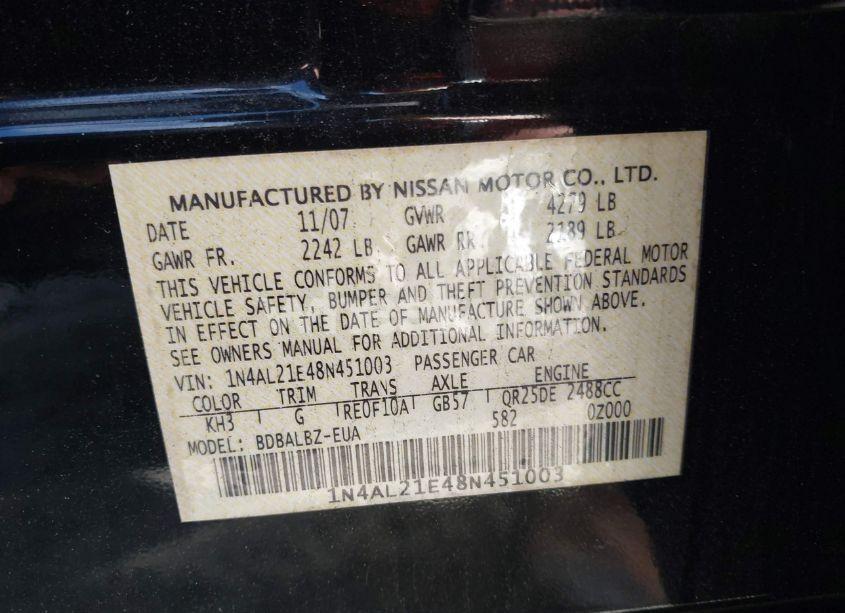 MANUFACTURED BY NISSAN MOTOR CO., LTD.
DATE 11/07 GVWR 4279 LB
GAWR FR. 2242 LB GAWR RR 2189 LB
THIS VEHICLE CONFORMS TO ALL APPLICABLE FEDERAL MOTOR
VEHICLE SAFETY, BUMPER AND THEFT PREVENTION STANDARDS
IN EFFECT ON THE DATE OF MANUFACTURE SHOWN ABOVE.
SEE OWNERS MANUAL FOR ADDITIONAL INFORMATION.
VIN: 1N4AL21E48N451003 PASSENGER CAR
COLOR TRIM TRANS AXLE ENGINE
KH3 G RE0F10A GB57 QR25DE 2488CC
MODEL: BDBALBZ-EUA 582 0Z000
1N4AL21E48N451003